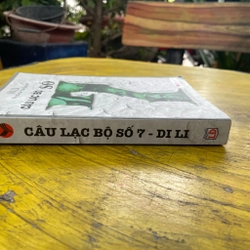 CÂU LẠC BỘ SỐ 7 - DI LI